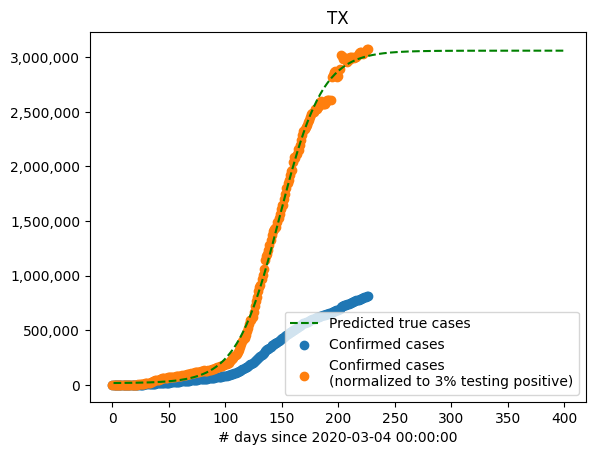 TX
3,000,000
2,500,000
2,000,000
1,500,000
1,000,000
500,000
0
Predicted true cases
Confirmed cases
Confirmed cases
(normalized to 3% testing positive)
0 50 100 150 200 250 300 350 400
# days since 2020-03-04 00:00:00